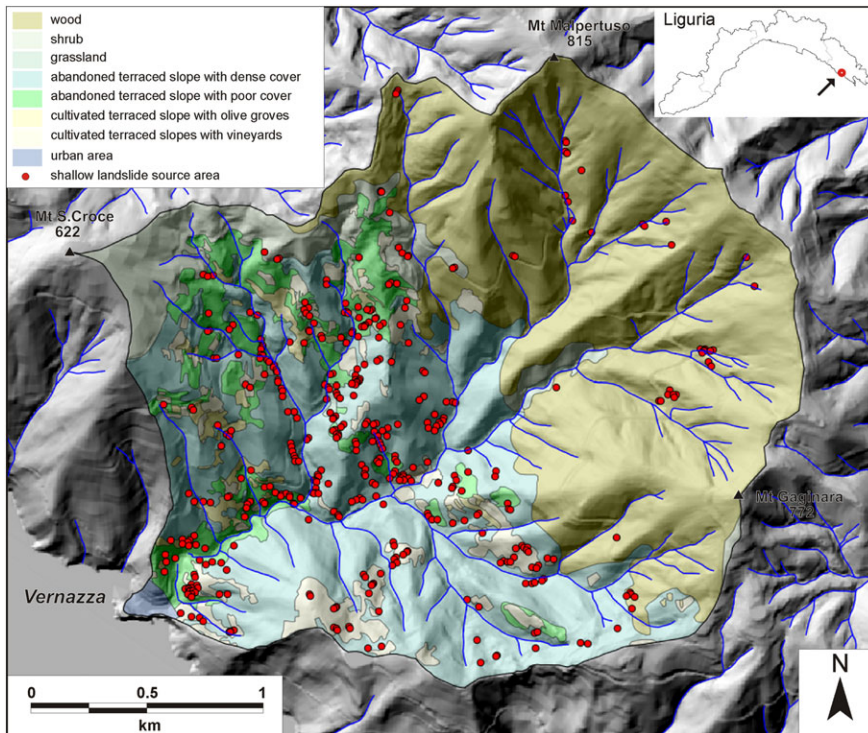 wood
shrub
grassland
abandoned terraced slope with dense cover
abandoned terraced slope with poor cover
cultivated terraced slope with olive groves
cultivated terraced slopes with vineyards
urban area
shallow landslide source area
Mt Malpertuso
815
Liguria
Mt S.Croce
622
Mt Gaginara
772
Vernazza
N
0 0.5 1
km